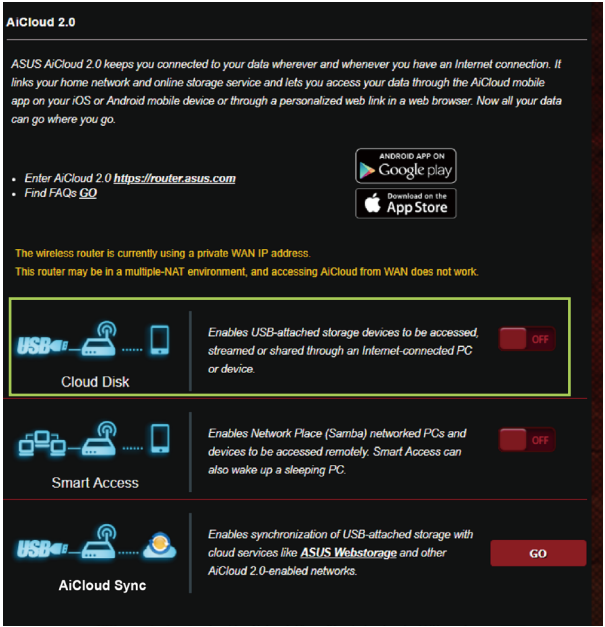 AiCloud 2.0
ASUS AiCloud 2.0 keeps you connected to your data wherever and whenever you have an Internet connection. It
links your home network and online storage service and lets you access your data through the AiCloud mobile
app on your iOS or Android mobile device or through a personalized web link in a web browser. Now all your data
can go where you go.
ANDROID APP ON
Google play
• Enter AiCloud 2.0 https://router.asus.com
• Find FAQs GO
Download on the
App Store
The wireless router is currently using a private WAN IP address.
This router may be in a multiple-NAT environment, and accessing AiCloud from WAN does not work.
USB
Cloud Disk
Enables USB-attached storage devices to be accessed,
streamed or shared through an Internet-connected PC
or device.
OFF
Smart Access
Enables Network Place (Samba) networked PCs and
devices to be accessed remotely. Smart Access can
also wake up a sleeping PC.
OFF
USB
AiCloud Sync
Enables synchronization of USB-attached storage with
cloud services like ASUS Webstorage and other
AiCloud 2.0-enabled networks.
GO